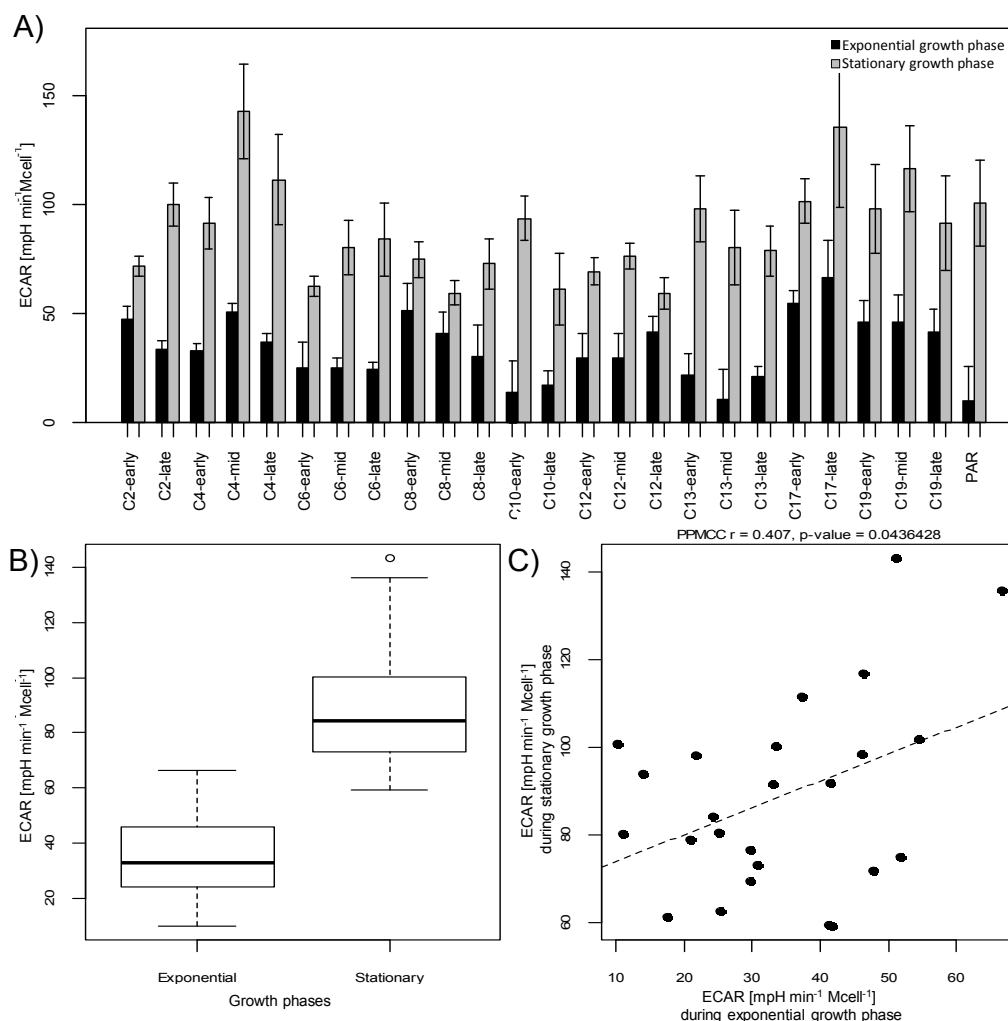 A)
Exponential growth phase
Stationary growth phase
ECAR [mpH min⁻¹Mcell⁻¹]
0
50
100
150
C2-early
C2-late
C4-early
C4-mid
C4-late
C6-early
C6-mid
C6-late
C8-early
C8-mid
C8-late
C10-early
C10-late
C12-early
C12-mid
C12-late
C13-early
C13-mid
C13-late
C17-early
C17-late
C19-early
C19-mid
C19-late
PAR
B)
ECAR [mpH min⁻¹ Mcell⁻¹]
140
120
100
80
60
40
20
Exponential
Stationary
Growth phases
PPMCC r = 0.407, p-value = 0.0436428
C)
ECAR [mpH min⁻¹ Mcell⁻¹]
during stationary growth phase
140
120
100
80
60
10
20
30
40
50
60
ECAR [mpH min⁻¹ Mcell⁻¹]
during exponential growth phase